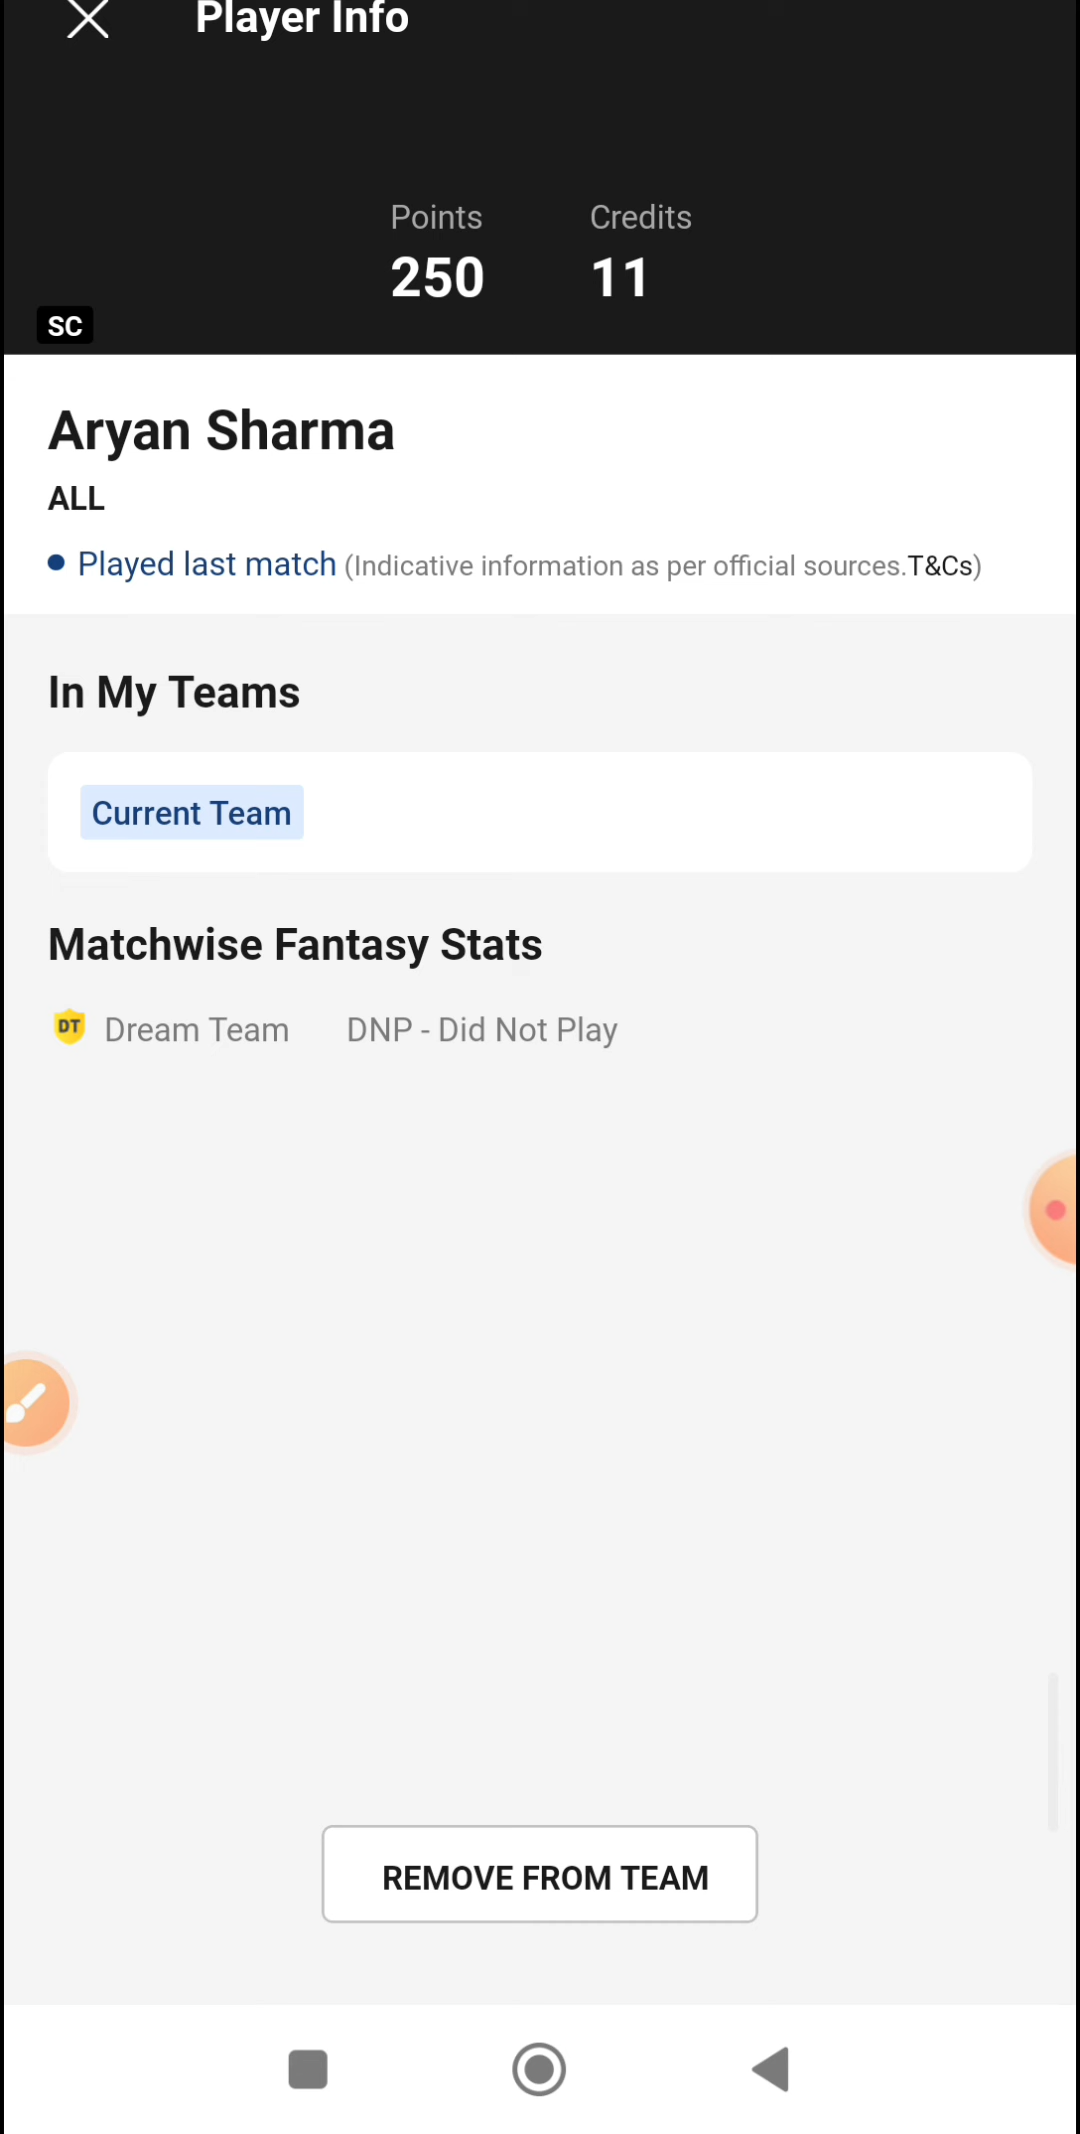 Player Info
Points Credits
250 11
SC
Aryan Sharma
ALL
Played last match (Indicative information as per official sources.T&Cs)
In My Teams
Current Team
Matchwise Fantasy Stats
DT Dream Team DNP - Did Not Play
REMOVE FROM TEAM